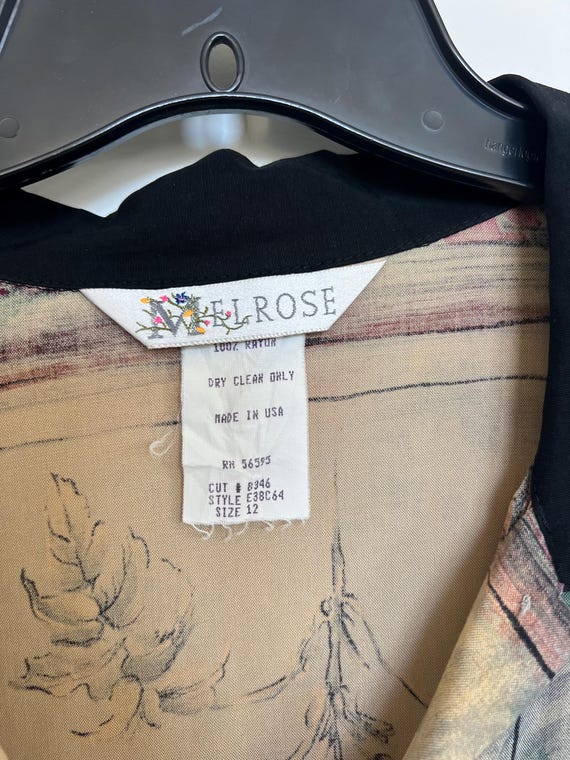 MELROSE
100% RAYON
DRY CLEAN ONLY
MADE IN USA
RN 56595
CUT # 8346
STYLE E38C64
SIZE 12